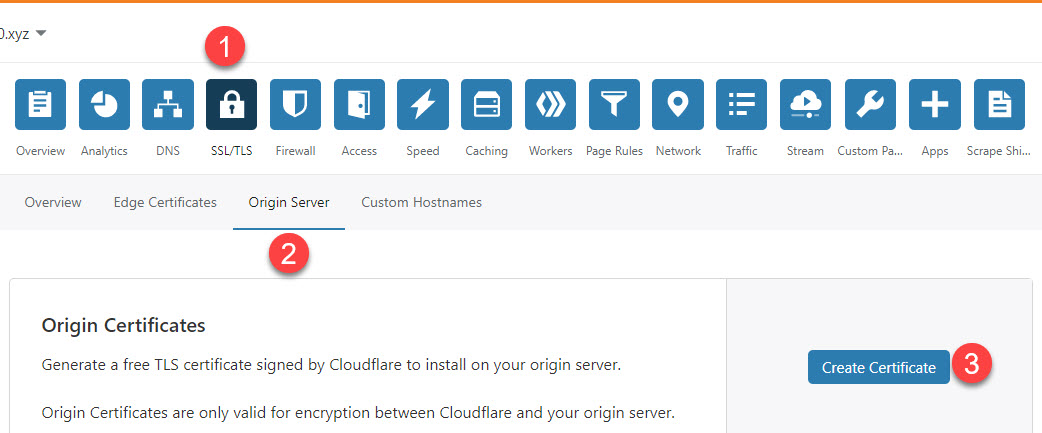 0.xyz
1
Overview Analytics DNS SSL/TLS Firewall Access Speed Caching Workers Page Rules Network Traffic Stream Custom Pa... Apps Scrape Shi...
Overview Edge Certificates Origin Server Custom Hostnames
2
Origin Certificates
Generate a free TLS certificate signed by Cloudflare to install on your origin server.
Create Certificate 3
Origin Certificates are only valid for encryption between Cloudflare and your origin server.